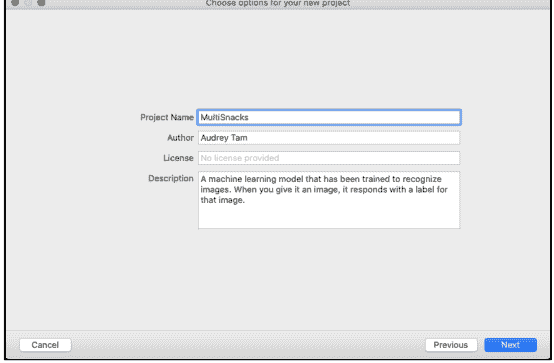 Choose options for your new project
Project Name MultiSnacks
Author Audrey Tam
License No license provided
Description A machine learning model that has been trained to recognize
images. When you give it an image, it responds with a label for
that image.
Cancel Previous Next